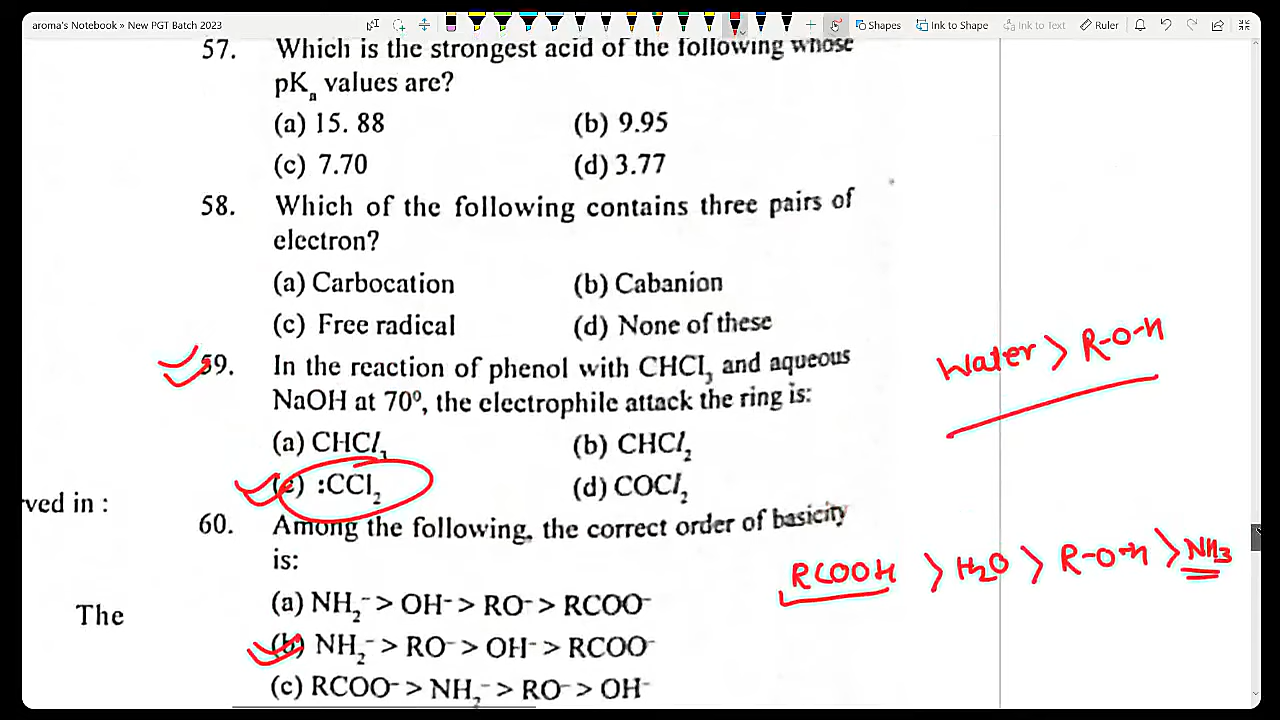 aroma's Notebook » New PGT Batch 2023
Shapes Ink to Shape Ink to Text Ruler
57. Which is the strongest acid of the following whose
pKₐ values are?
(a) 15. 88 (b) 9.95
(c) 7.70 (d) 3.77
58. Which of the following contains three pairs of
electron?
(a) Carbocation (b) Cabanion
(c) Free radical (d) None of these
59. In the reaction of phenol with CHCl₃ and aqueous
NaOH at 70⁰, the electrophile attack the ring is:
Water > R-O-H
(a) CHCl₃ (b) CHCl₂
(c) :CCl₂ (d) COCl₂
rved in :
60. Among the following, the correct order of basicity
is:
RCOOH > H₂O > R-O-H > NH₃
The
(a) NH₂⁻ > OH⁻ > RO⁻ > RCOO⁻
(b) NH₂⁻ > RO⁻ > OH⁻ > RCOO⁻
(c) RCOO⁻ > NH₂⁻ > RO⁻ > OH⁻